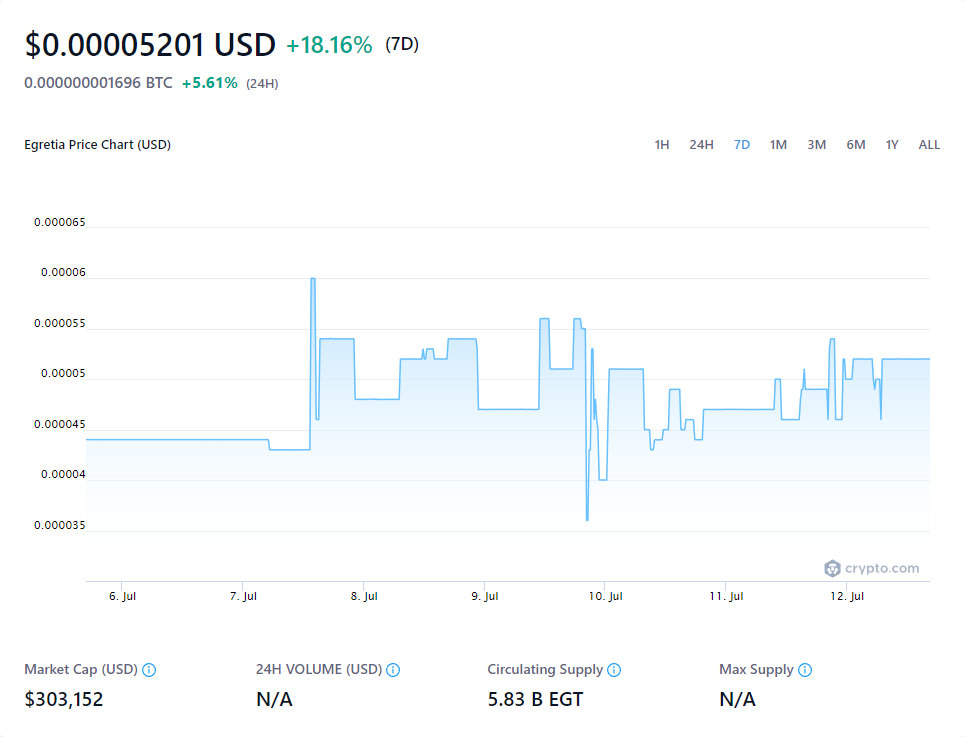 $0.00005201 USD +18.16% (7D)
0.000000001696 BTC +5.61% (24H)
Egretia Price Chart (USD) 1H 24H 7D 1M 3M 6M 1Y ALL
0.000065
0.00006
0.000055
0.00005
0.000045
0.00004
0.000035
crypto.com
6. Jul 7. Jul 8. Jul 9. Jul 10. Jul 11. Jul 12. Jul
Market Cap (USD) 24H VOLUME (USD) Circulating Supply Max Supply
$303,152 N/A 5.83 B EGT N/A